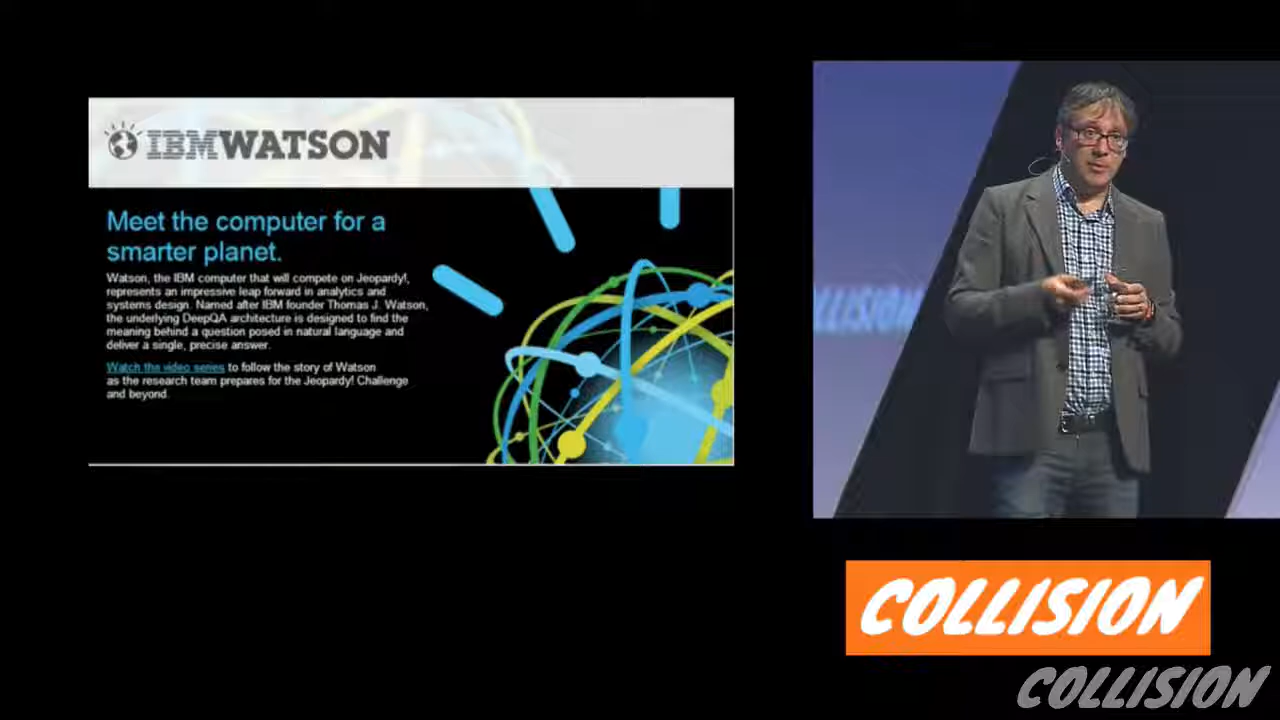 IBMWATSON
Meet the computer for a
smarter planet.
Watson, the IBM computer that will compete on Jeopardy!,
represents an impressive leap forward in analytics and
systems design. Named after IBM founder Thomas J. Watson,
the underlying DeepQA architecture is designed to find the
meaning behind a question posed in natural language and
deliver a single, precise answer.
Watch the video series to follow the story of Watson
as the research team prepares for the Jeopardy! Challenge
and beyond.
COLLISION
COLLISION